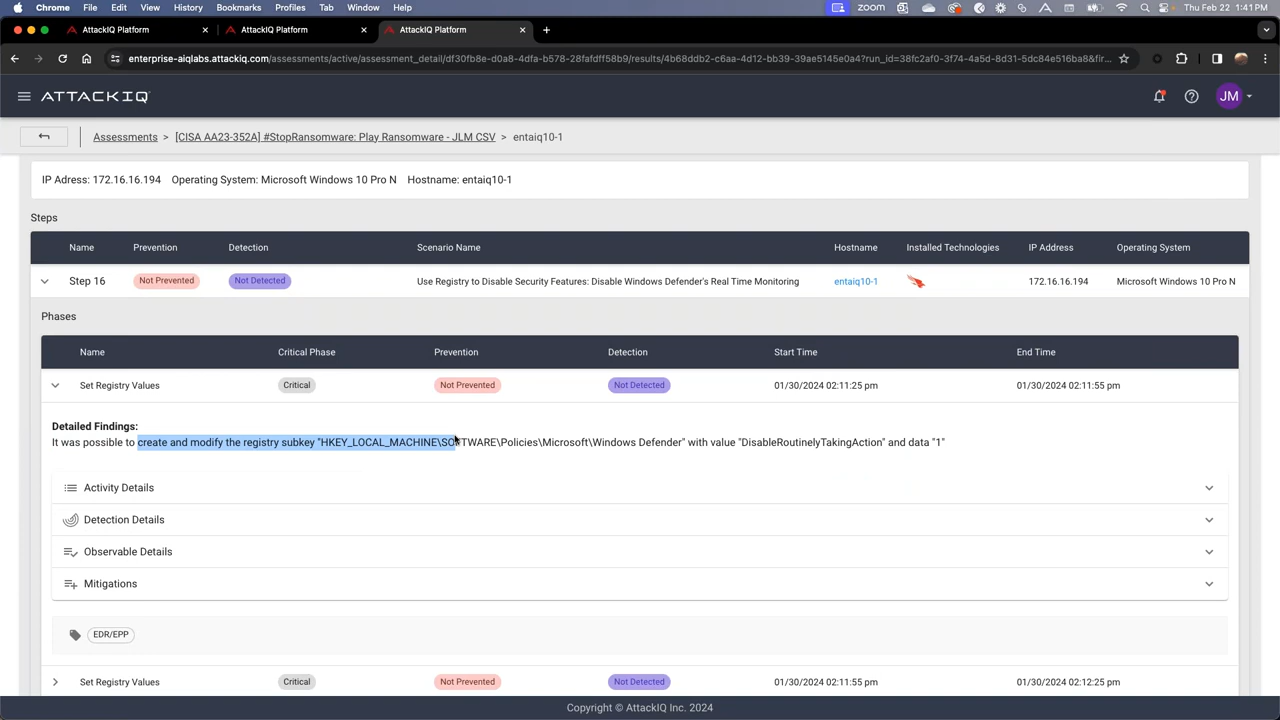 Chrome File Edit View History Bookmarks Profiles Tab Window Help ZOOM Thu Feb 22 1:41 PM
AttackIQ Platform AttackIQ Platform AttackIQ Platform
enterprise-aiqlabs.attackiq.com/assessments/active/assessment_detail/df30fb8e-d0a8-4dfa-b578-28fafdff58b9/results/4b68ddb2-c6aa-4d12-bb39-39ae5145e0a4?run_id=38fc2af0-3f74-4a5d-8d31-5dc84e516ba8&fir...
ATTACKIQ JM
Assessments > [CISA AA23-352A] #StopRansomware: Play Ransomware - JLM CSV > entaiq10-1
IP Adress: 172.16.16.194 Operating System: Microsoft Windows 10 Pro N Hostname: entaiq10-1
Steps
Name Prevention Detection Scenario Name Hostname Installed Technologies IP Address Operating System
Step 16 Not Prevented Not Detected Use Registry to Disable Security Features: Disable Windows Defender's Real Time Monitoring entaiq10-1 172.16.16.194 Microsoft Windows 10 Pro N
Phases
Name Critical Phase Prevention Detection Start Time End Time
Set Registry Values Critical Not Prevented Not Detected 01/30/2024 02:11:25 pm 01/30/2024 02:11:55 pm
Detailed Findings:
It was possible to create and modify the registry subkey "HKEY_LOCAL_MACHINE\SOFTWARE\Policies\Microsoft\Windows Defender" with value "DisableRoutinelyTakingAction" and data "1"
Activity Details
Detection Details
Observable Details
Mitigations
EDR/EPP
Set Registry Values Critical Not Prevented Not Detected 01/30/2024 02:11:55 pm 01/30/2024 02:12:25 pm
Copyright © AttackIQ Inc. 2024